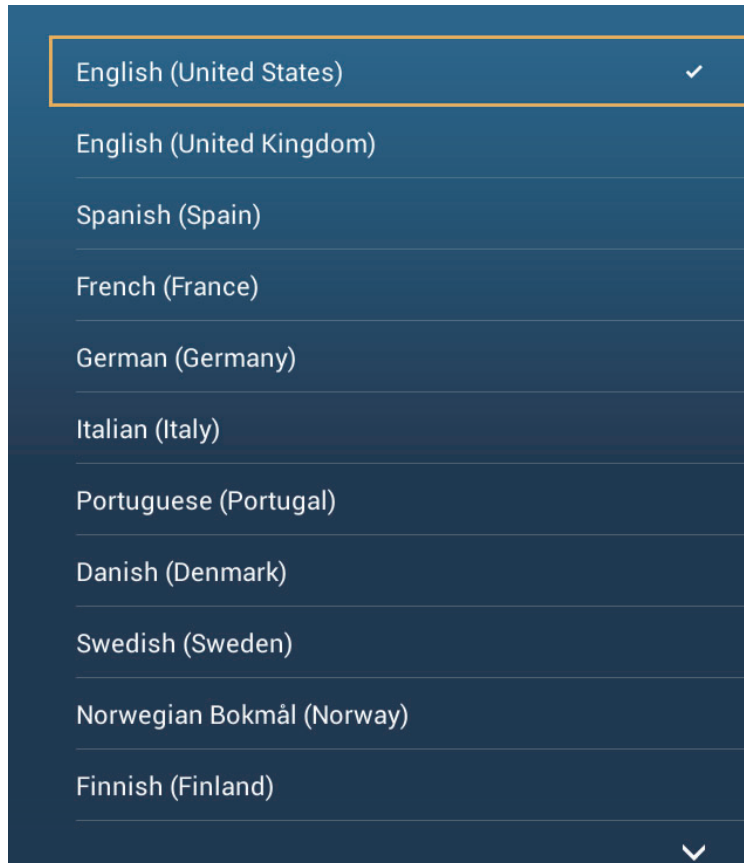 English (United States)
English (United Kingdom)
Spanish (Spain)
French (France)
German (Germany)
Italian (Italy)
Portuguese (Portugal)
Danish (Denmark)
Swedish (Sweden)
Norwegian Bokmål (Norway)
Finnish (Finland)